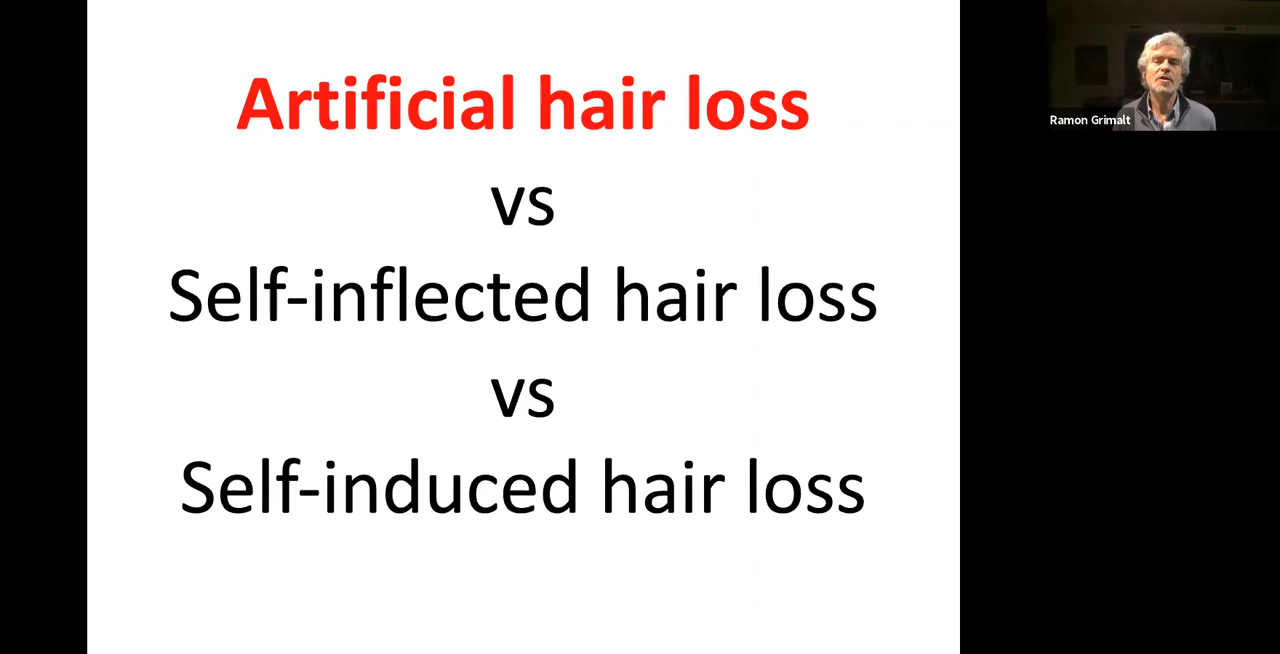 Artificial hair loss
vs
Self-inflected hair loss
vs
Self-induced hair loss
Ramon Grimalt